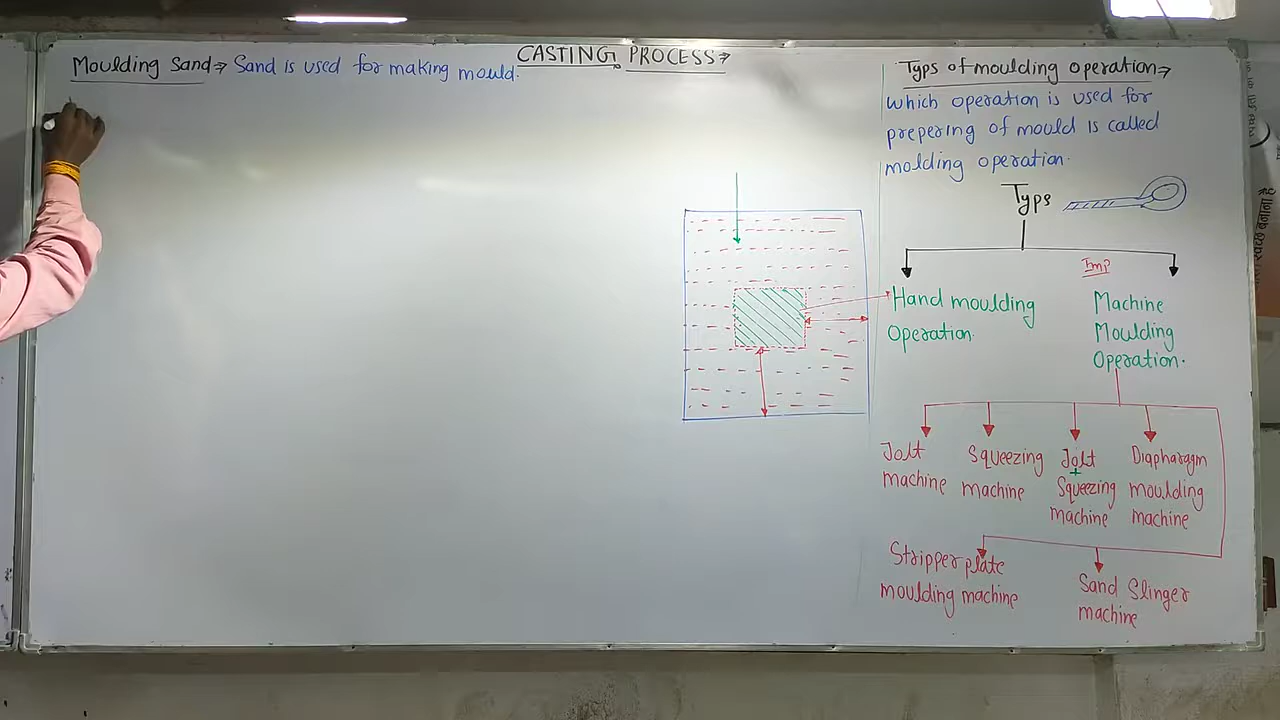 CASTING PROCESS →
Moulding Sand → Sand is used for making mould.
Typs of moulding operation →
which operation is used for
prepering of mould is called
molding operation.
Typs
Imp
Hand moulding
Operation.
Machine
Moulding
Operation.
Jolt
machine
Squeezing
machine
Jolt
+
Squeezing
machine
Diapharagm
moulding
machine
Stripper plate
moulding machine
Sand Slinger
machine